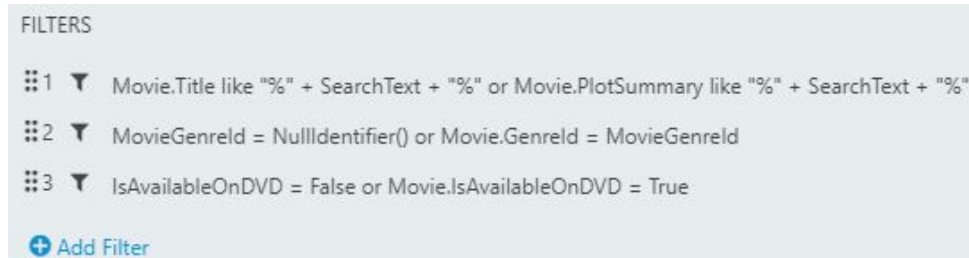 FILTERS
1 Movie.Title like "%" + SearchText + "%" or Movie.PlotSummary like "%" + SearchText + "%"
2 MovieGenreId = NullIdentifier() or Movie.GenreId = MovieGenreId
3 IsAvailableOnDVD = False or Movie.IsAvailableOnDVD = True
Add Filter